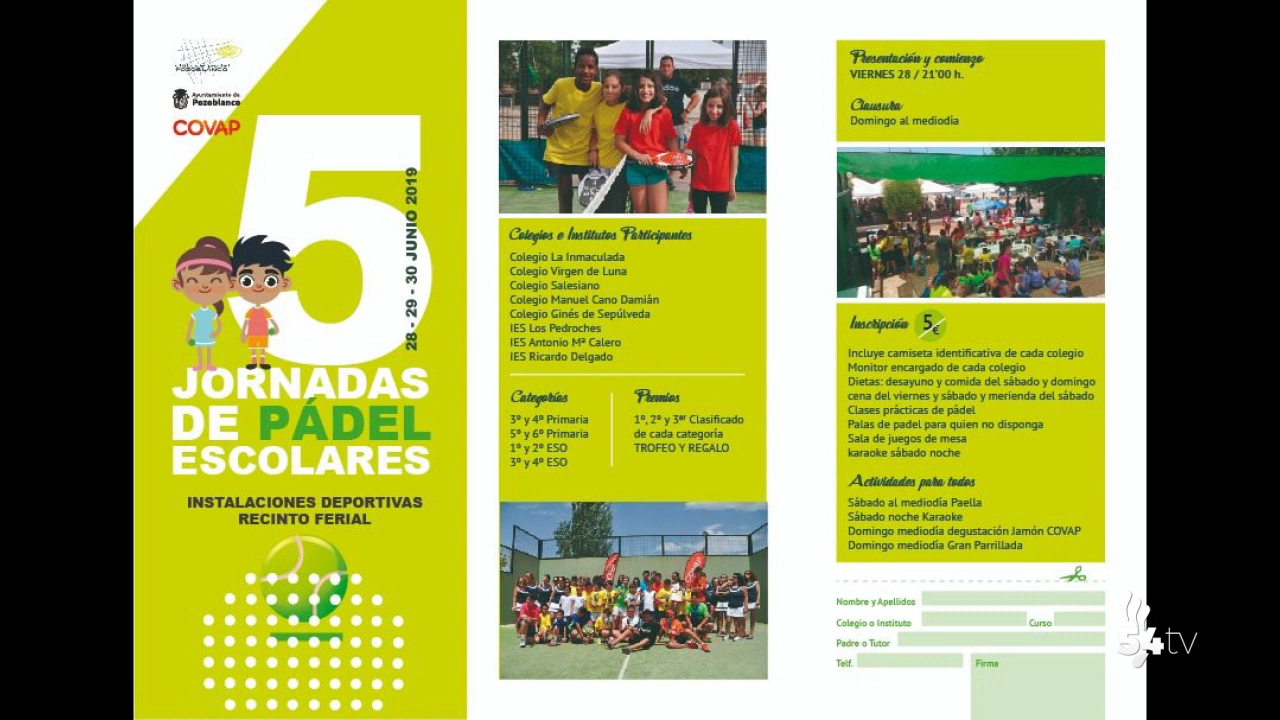 POZOBLANCO
Ayuntamiento de
Pozoblanco
COVAP
5
28 - 29 - 30 JUNIO 2019
JORNADAS
DE PÁDEL
ESCOLARES
INSTALACIONES DEPORTIVAS
RECINTO FERIAL
Colegios e Institutos Participantes
Colegio La Inmaculada
Colegio Virgen de Luna
Colegio Salesiano
Colegio Manuel Cano Damián
Colegio Ginés de Sepúlveda
IES Los Pedroches
IES Antonio Mª Calero
IES Ricardo Delgado
Categorías
3º y 4º Primaria
5º y 6º Primaria
1º y 2º ESO
3º y 4º ESO
Premios
1º, 2º y 3er Clasificado
de cada categoría
TROFEO Y REGALO
Presentación y comienzo
VIERNES 28 / 21'00 h.
Clausura
Domingo al mediodía
Inscripción 5€
Incluye camiseta identificativa de cada colegio
Monitor encargado de cada colegio
Dietas: desayuno y comida del sábado y domingo
cena del viernes y sábado y merienda del sábado
Clases prácticas de pádel
Palas de padel para quien no disponga
Sala de juegos de mesa
karaoke sábado noche
Actividades para todos
Sábado al mediodía Paella
Sábado noche Karaoke
Domingo mediodía degustación Jamón COVAP
Domingo mediodía Gran Parrillada
Nombre y Apellidos
Colegio o Instituto
Curso
Padre o Tutor
Telf.
Firma
54tv